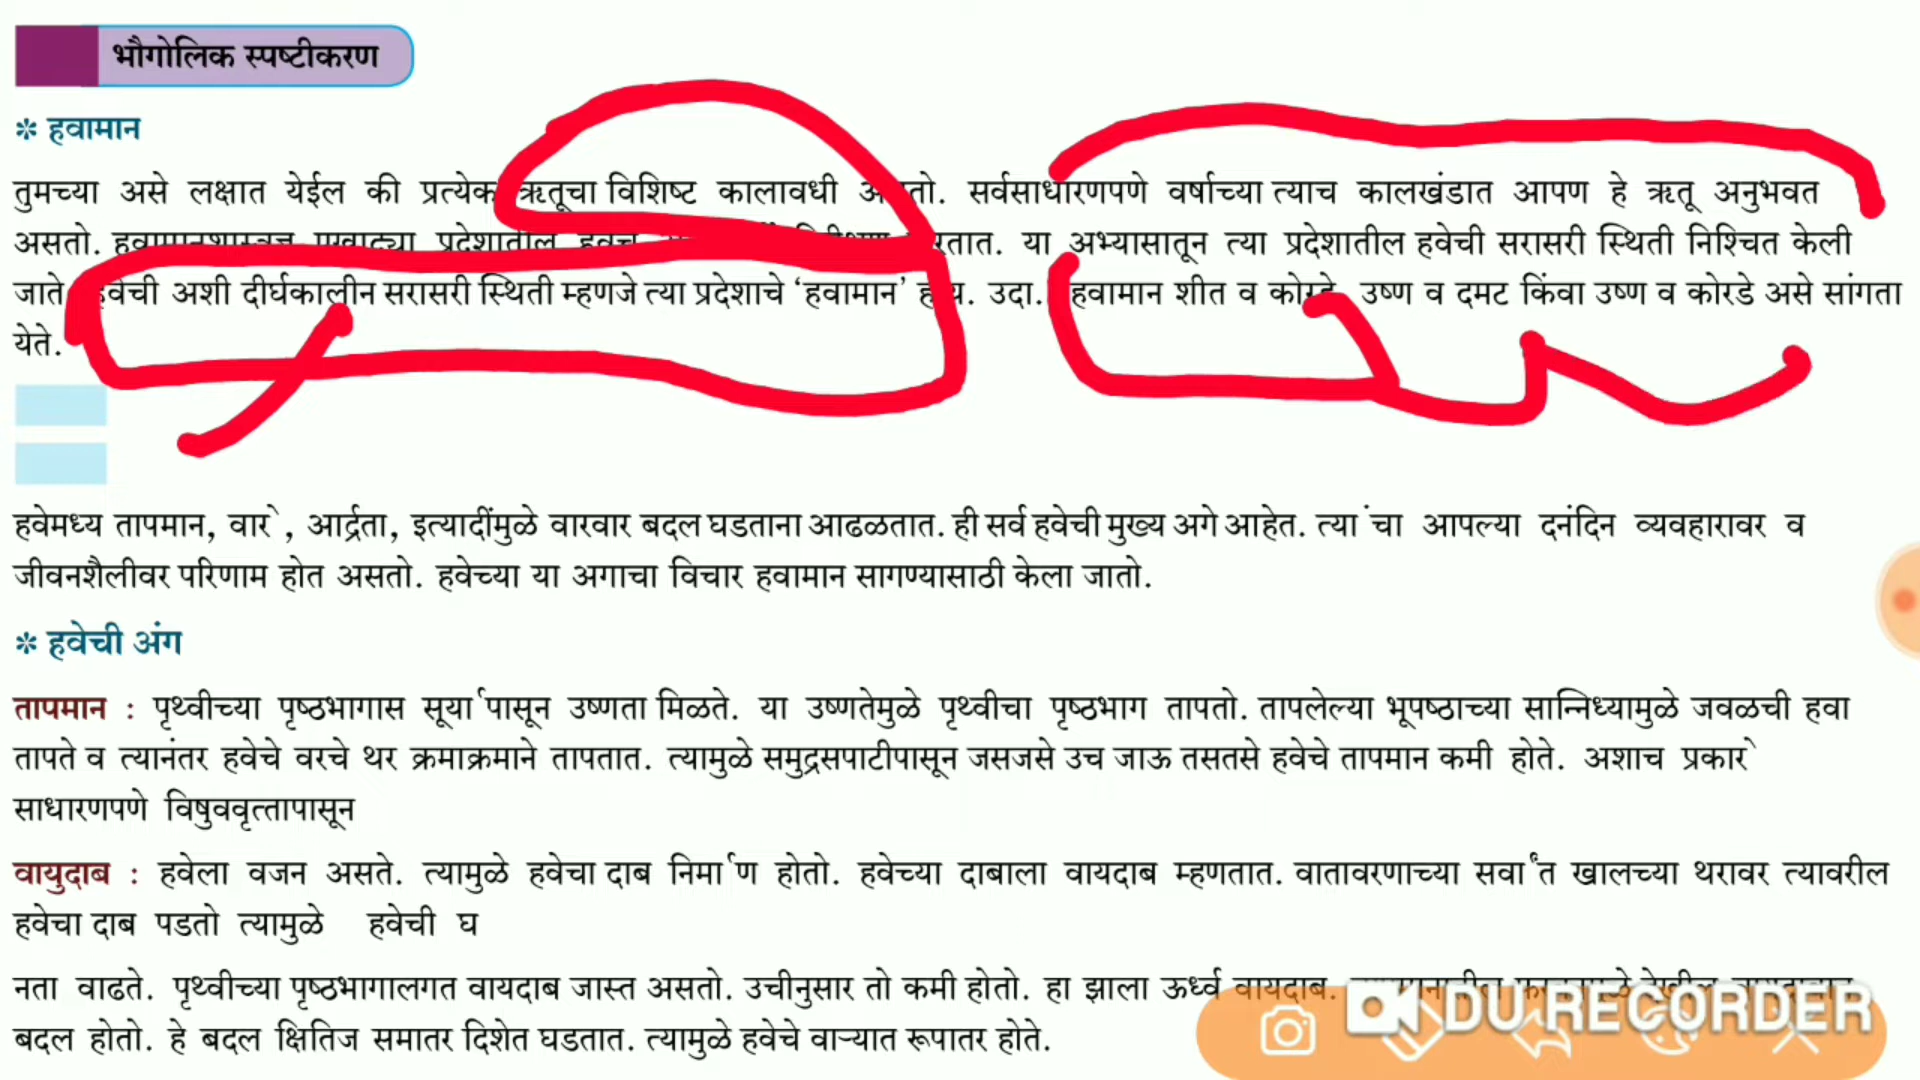 भौगोलिक स्पष्टीकरण
❇ हवामान
तुमच्या असे लक्षात येईल की प्रत्येक ऋतूचा विशिष्ट कालावधी असतो. सर्वसाधारणपणे वर्षाच्या त्याच कालखंडात आपण हे ऋतू अनुभवत
असतो. प्रदेशातील या अभ्यासातून त्या प्रदेशातील हवेची सरासरी स्थिती निश्चित केली
जाते हवेची अशी दीर्घकालीन सरासरी स्थिती म्हणजे त्या प्रदेशाचे ‘हवामान’ होय. उदा. हवामान शीत व कोरडे, उष्ण व दमट किंवा उष्ण व कोरडे असे सांगता
येते.
हवेमध्य तापमान, वार े, आर्द्रता, इत्यादींमुळे वारवार बदल घडताना आढळतात. ही सर्व हवेची मुख्य अगे आहेत. त्या ंचा आपल्या दनंदिन व्यवहारावर व
जीवनशैलीवर परिणाम होत असतो. हवेच्या या अगाचा विचार हवामान सागण्यासाठी केला जातो.
❇ हवेची अंग
तापमान : पृथ्वीच्या पृष्ठभागास सूर्यापासून उष्णता मिळते. या उष्णतेमुळे पृथ्वीचा पृष्ठभाग तापतो. तापलेल्या भूपष्ठाच्या सान्निध्यामुळे जवळची हवा
तापते व त्यानंतर हवेचे वरचे थर क्रमाक्रमाने तापतात. त्यामुळे समुद्रसपाटीपासून जसजसे उच जाऊ तसतसे हवेचे तापमान कमी होते. अशाच प्रकारे
साधारणपणे विषुववृत्तापासून
वायुदाब : हवेला वजन असते. त्यामुळे हवेचा दाब निर्माण होतो. हवेच्या दाबाला वायदाब म्हणतात. वातावरणाच्या सर्वात खालच्या थरावर त्यावरील
हवेचा दाब पडतो त्यामुळे हवेची घ
नता वाढते. पृथ्वीच्या पृष्ठभागालगत वायदाब जास्त असतो. उचीनुसार तो कमी होतो. हा झाला ऊर्ध्व वायदाब.
बदल होतो. हे बदल क्षितिज समातर दिशेत घडतात. त्यामुळे हवेचे वाऱ्यात रूपातर होते.
DU RECORDER